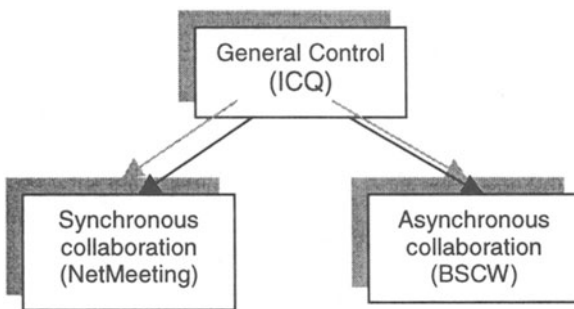 General Control
(ICQ)
Synchronous
collaboration
(NetMeeting)
Asynchronous
collaboration
(BSCW)